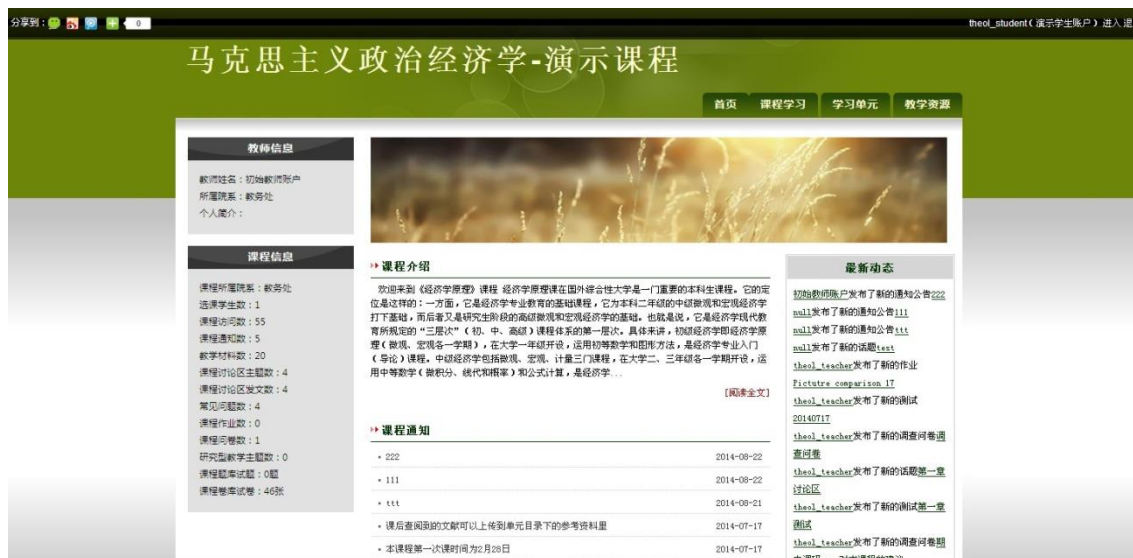 分享到：
0
theol_student（演示学生账户）进入 退
马克思主义政治经济学-演示课程
首页 课程学习 学习单元 教学资源
教师信息
教师姓名：初始教师账户
所属院系：教务处
个人简介：
课程信息
课程所属院系：教务处
选课学生数：1
课程访问数：55
课程通知数：5
教学材料数：20
课程讨论区主题数：4
课程讨论区发文数：4
常见问题数：4
课程作业数：0
课程问卷数：1
研究型教学主题数：0
课程题库试题：0题
课程卷库试卷：46张
课程介绍
欢迎来到《经济学原理》课程 经济学原理课在国外综合性大学是一门重要的本科生课程。它的定
位是这样的：一方面，它是经济学专业教育的基础课程，它为本科二年级的中级微观和宏观经济学
打下基础，而后者又是研究生阶段的高级微观和宏观经济学的基础。也就是说，它是经济学现代教
育所规定的“三层次”（初、中、高级）课程体系的第一层次。具体来讲，初级经济学即经济学原
理（微观、宏观各一学期），在大学一年级开设，运用初等数学和图形方法，是经济学专业入门
（导论）课程。中级经济学包括微观、宏观、计量三门课程，在大学二、三年级各一学期开设，运
用中等数学（微积分、线代和概率）和公式计算，是经济学...
[阅读全文]
课程通知
222 2014-08-22
111 2014-08-22
ttt 2014-08-21
课后查阅到的文献可以上传到单元目录下的参考资料里 2014-07-17
本课程第一次课时间为2月28日 2014-07-17
最新动态
初始教师账户发布了新的通知公告222
null发布了新的通知公告111
null发布了新的通知公告ttt
null发布了新的话题test
theol_teacher发布了新的作业
Pictutre comparison 17
theol_teacher发布了新的测试
20140717
theol_teacher发布了新的调查问卷调
查问卷
theol_teacher发布了新的话题第一章
讨论区
theol_teacher发布了新的测试第一章
测试
theol_teacher发布了新的调查问卷期